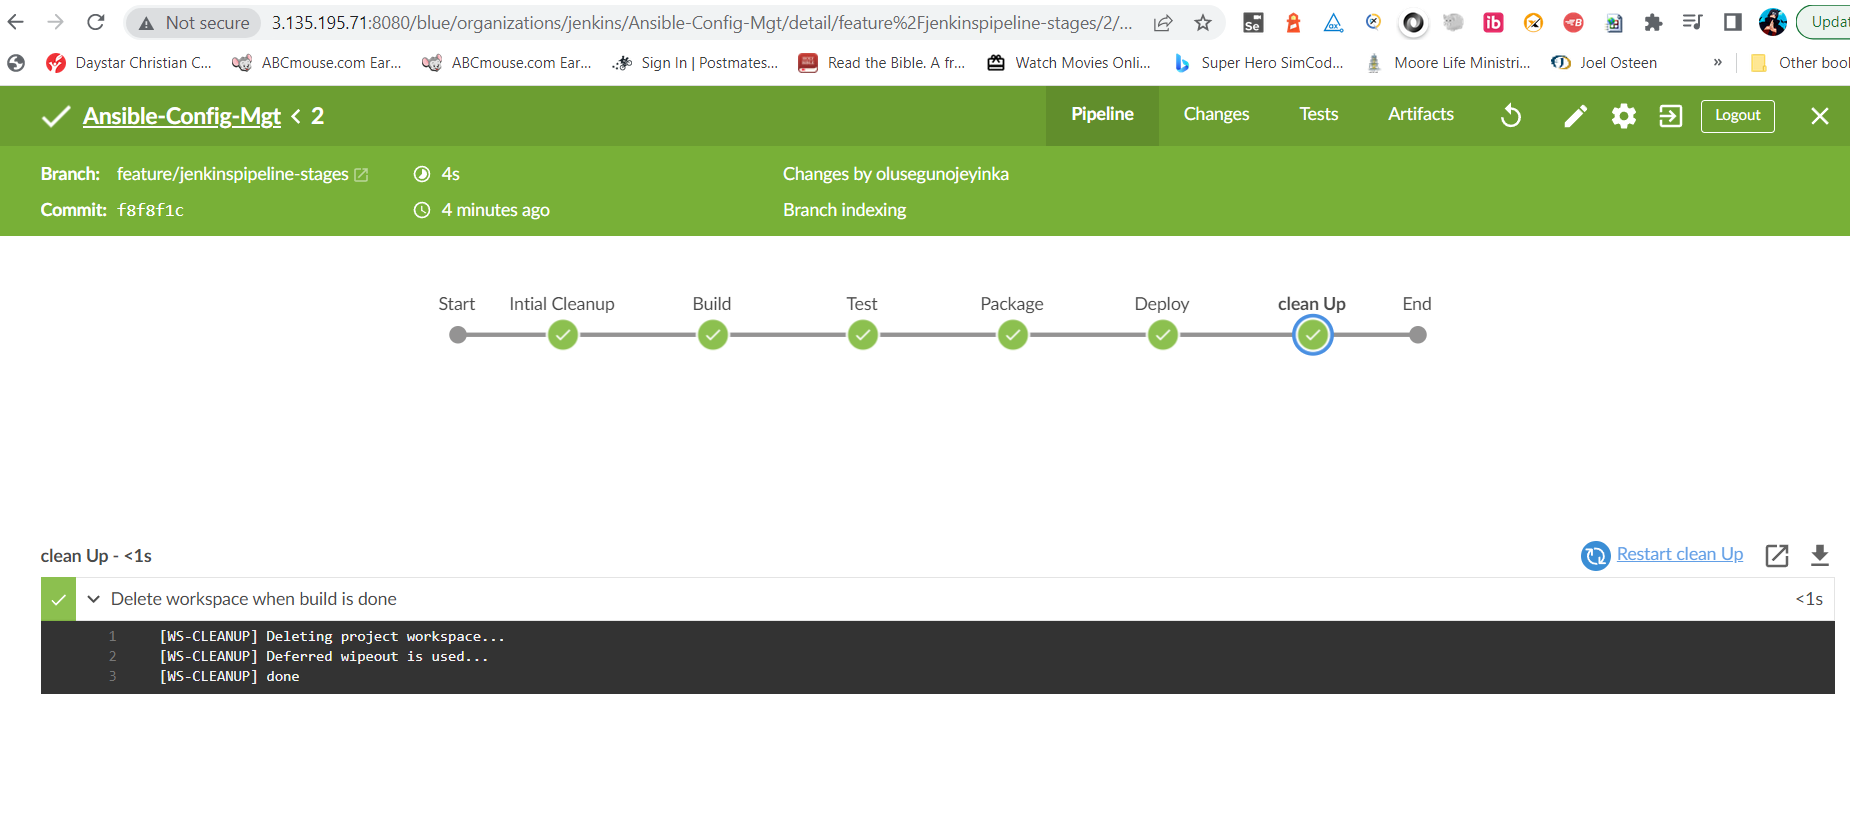 Not secure 3.135.195.71:8080/blue/organizations/jenkins/Ansible-Config-Mgt/detail/feature%2Fjenkinspipeline-stages/2/... Se ax ib B Updat
Daystar Christian C... ABCmouse.com Ear... ABCmouse.com Ear... Sign In | Postmates... Read the Bible. A fr... Watch Movies Onli... Super Hero SimCod... Moore Life Ministri... Joel Osteen » Other bool
Ansible-Config-Mgt < 2 Pipeline Changes Tests Artifacts Logout
Branch: feature/jenkinspipeline-stages 4s Changes by olusegunojeyinka
Commit: f8f8f1c 4 minutes ago Branch indexing
Start Intial Cleanup Build Test Package Deploy clean Up End
clean Up - <1s Restart clean Up
Delete workspace when build is done <1s
1 [WS-CLEANUP] Deleting project workspace...
2 [WS-CLEANUP] Deferred wipeout is used...
3 [WS-CLEANUP] done